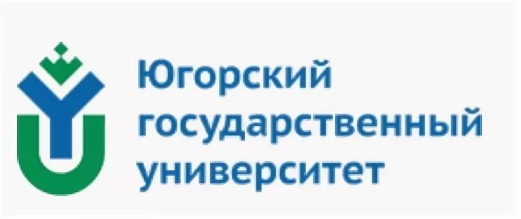 Югорский
государственный
университет